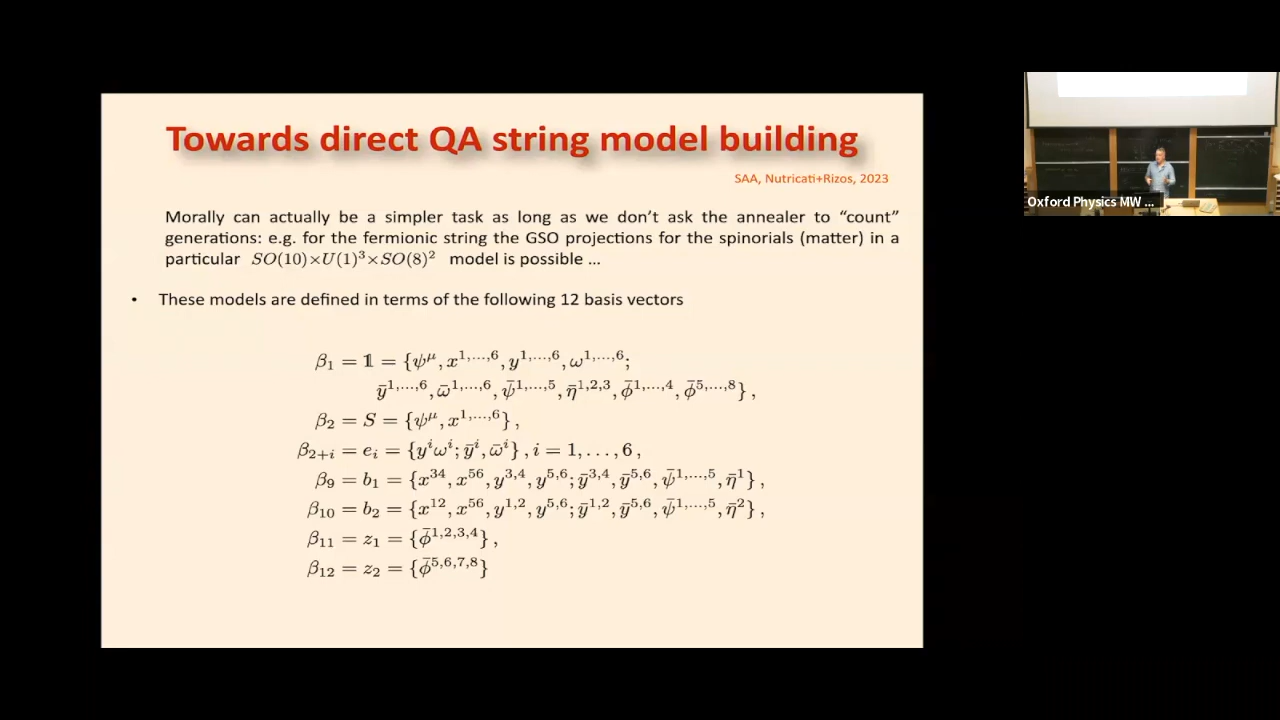 Towards direct QA string model building
SAA, Nutricati+Rizos, 2023
Morally can actually be a simpler task as long as we don't ask the annealer to “count”
generations: e.g. for the fermionic string the GSO projections for the spinorials (matter) in a
particular SO(10)×U(1)³×SO(8)² model is possible ...
• These models are defined in terms of the following 12 basis vectors
β₁ = 𝟙 = {ψ^μ, x^{1,...,6}, y^{1,...,6}, ω^{1,...,6};
ȳ^{1,...,6}, ω̄^{1,...,6}, ψ̄^{1,...,5}, η̄^{1,2,3}, φ̄^{1,...,4}, φ̄^{5,...,8}},
β₂ = S = {ψ^μ, x^{1,...,6}},
β_{2+i} = e_i = {y^i ω^i; ȳ^i, ω̄^i}, i = 1, ..., 6,
β₉ = b₁ = {x^{34}, x^{56}, y^{3,4}, y^{5,6}; ȳ^{3,4}, ȳ^{5,6}, ψ̄^{1,...,5}, η̄^1},
β₁₀ = b₂ = {x^{12}, x^{56}, y^{1,2}, y^{5,6}; ȳ^{1,2}, ȳ^{5,6}, ψ̄^{1,...,5}, η̄^2},
β₁₁ = z₁ = {φ̄^{1,2,3,4}},
β₁₂ = z₂ = {φ̄^{5,6,7,8}}
Oxford Physics MW ...